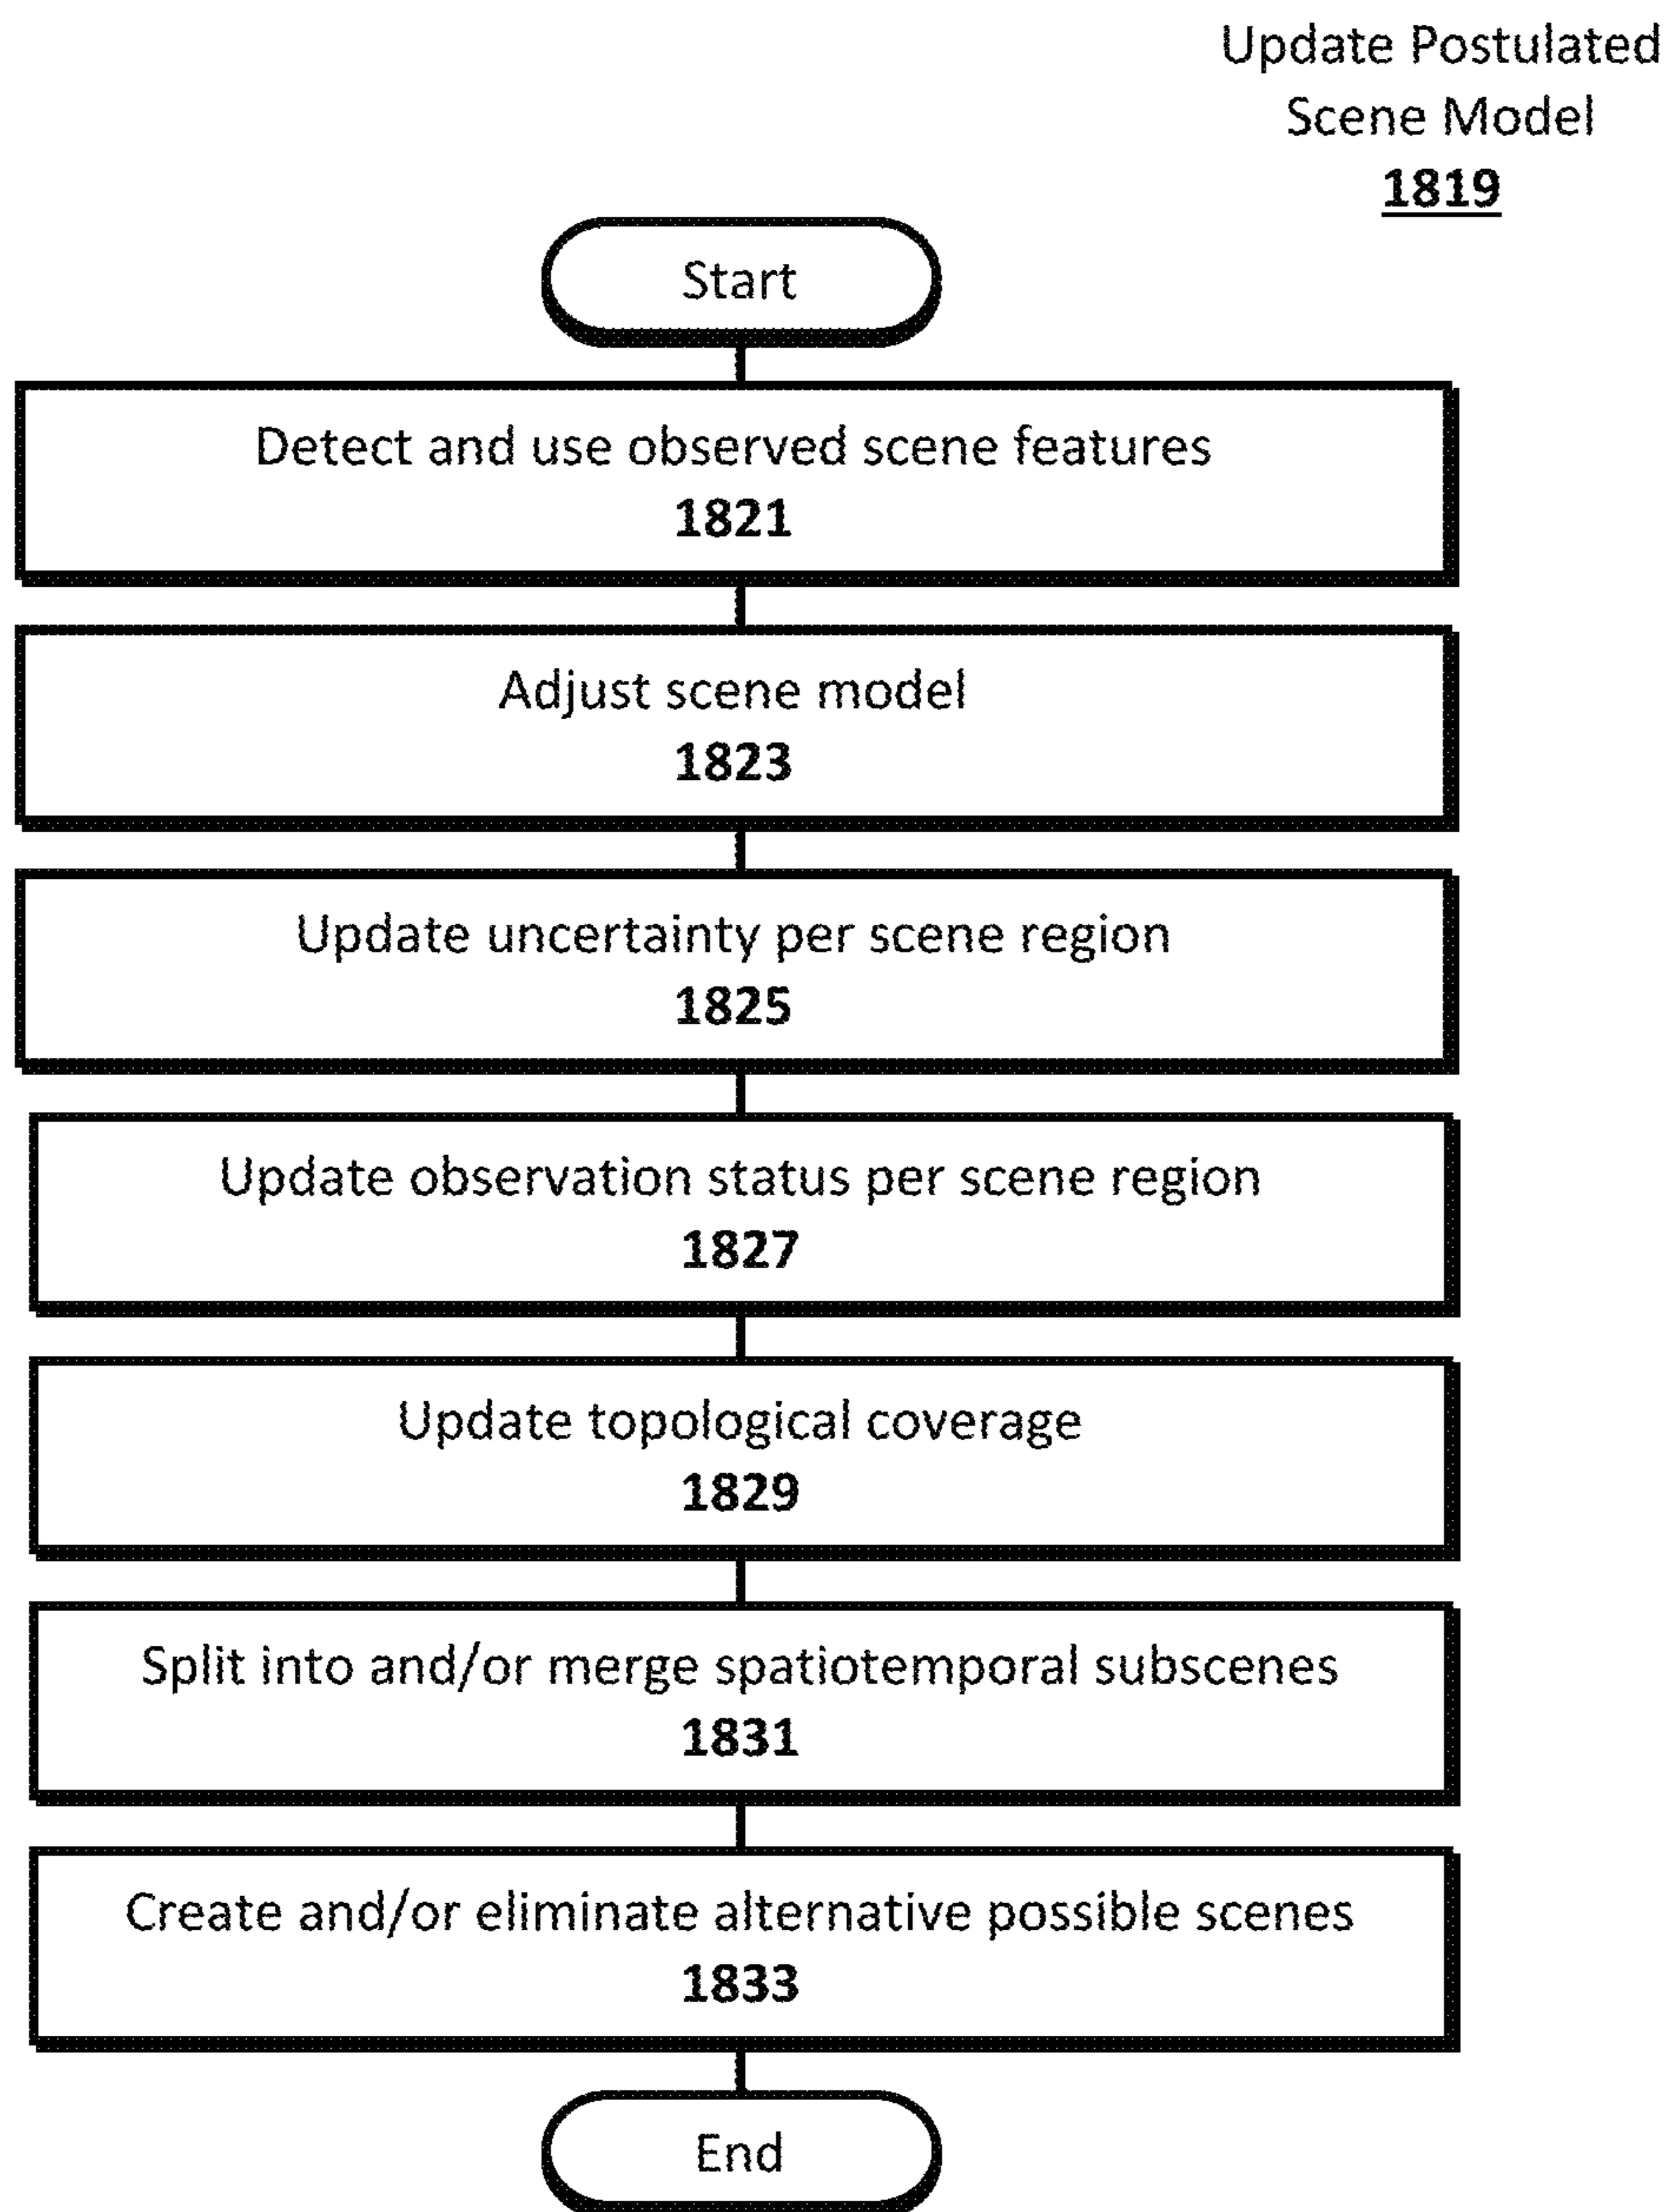 Update Postulated
Scene Model
1819
Start
Detect and use observed scene features
1821
Adjust scene model
1823
Update uncertainty per scene region
1825
Update observation status per scene region
1827
Update topological coverage
1829
Split into and/or merge spatiotemporal subscenes
1831
Create and/or eliminate alternative possible scenes
1833
End